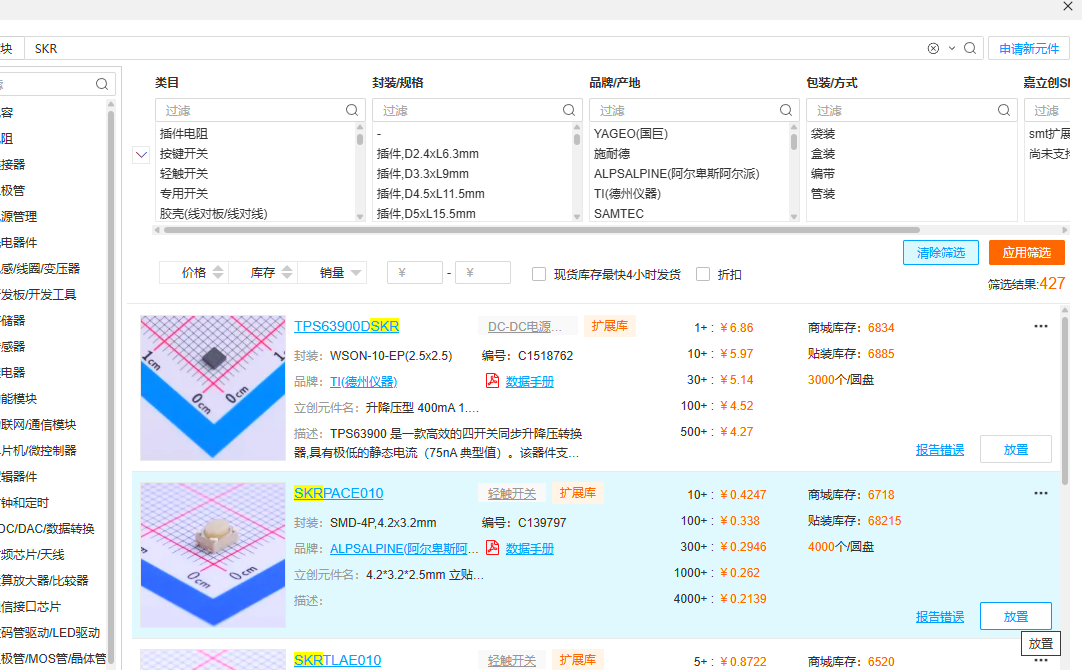 块 SKR 申请新元件
类目 封装/规格 品牌/产地 包装/方式 嘉立创S
过滤 过滤 过滤 过滤 过滤
插件电阻 - YAGEO(国巨) 袋装 smt扩展
按键开关 插件,D2.4xL6.3mm 施耐德 盒装 尚未支持
轻触开关 插件,D3.3xL9mm ALPSALPINE(阿尔卑斯阿尔派) 编带
专用开关 插件,D4.5xL11.5mm TI(德州仪器) 管装
胶壳(线对板/线对线) 插件,D5xL15.5mm SAMTEC
容
阻
接器
极管
源管理
电器件
感/线圈/变压器
发板/开发工具
储器
感器
电器
能模块
联网/通信模块
片机/微控制器
辑器件
钟和定时
DC/DAC/数据转换
频芯片/天线
算放大器/比较器
信接口芯片
码管驱动/LED驱动
极管/MOS管/晶体管
清除筛选 应用筛选
价格 库存 销量 ¥ - ¥ 现货库存最快4小时发货 折扣
筛选结果:427
TPS63900DSKR DC-DC电源... 扩展库
封装: WSON-10-EP(2.5x2.5) 编号: C1518762
品牌: TI(德州仪器) 数据手册
立创元件名: 升降压型 400mA 1....
描述: TPS63900 是一款高效的四开关同步升降压转换
器,具有极低的静态电流（75nA 典型值）。该器件支...
1+ : ¥6.86
10+ : ¥5.97
30+ : ¥5.14
100+ : ¥4.52
500+ : ¥4.27
商城库存: 6834
贴装库存: 6885
3000个/圆盘
...
报告错误 放置
1cm 0cm 0cm 1
SKRPACE010 轻触开关 扩展库
封装: SMD-4P,4.2x3.2mm 编号: C139797
品牌: ALPSALPINE(阿尔卑斯阿... 数据手册
立创元件名: 4.2*3.2*2.5mm 立贴...
描述:
10+ : ¥0.4247
100+ : ¥0.338
300+ : ¥0.2946
1000+ : ¥0.262
4000+ : ¥0.2139
商城库存: 6718
贴装库存: 68215
4000个/圆盘
...
报告错误 放置
0cm 0cm
放置
SKRTLAE010 轻触开关 扩展库
5+ : ¥0.8722
商城库存: 6520
...